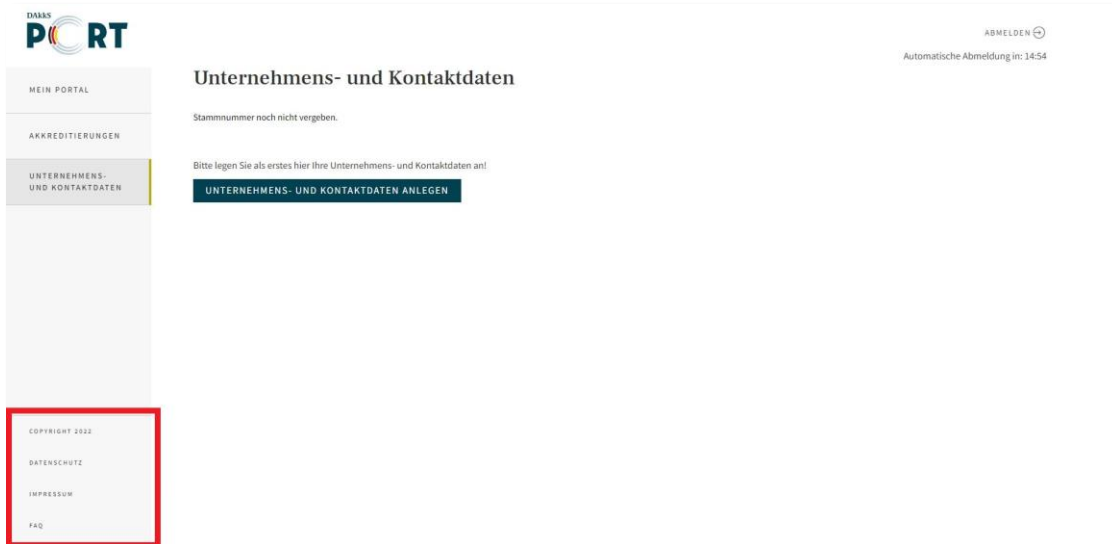 DAkkS
PORT
ABMELDEN
Automatische Abmeldung in: 14:54
MEIN PORTAL
AKKREDITIERUNGEN
UNTERNEHMENS-
UND KONTAKTDATEN
Unternehmens- und Kontaktdaten
Stammnummer noch nicht vergeben.
Bitte legen Sie als erstes hier Ihre Unternehmens- und Kontaktdaten an!
UNTERNEHMENS- UND KONTAKTDATEN ANLEGEN
COPYRIGHT 2022
DATENSCHUTZ
IMPRESSUM
FAQ